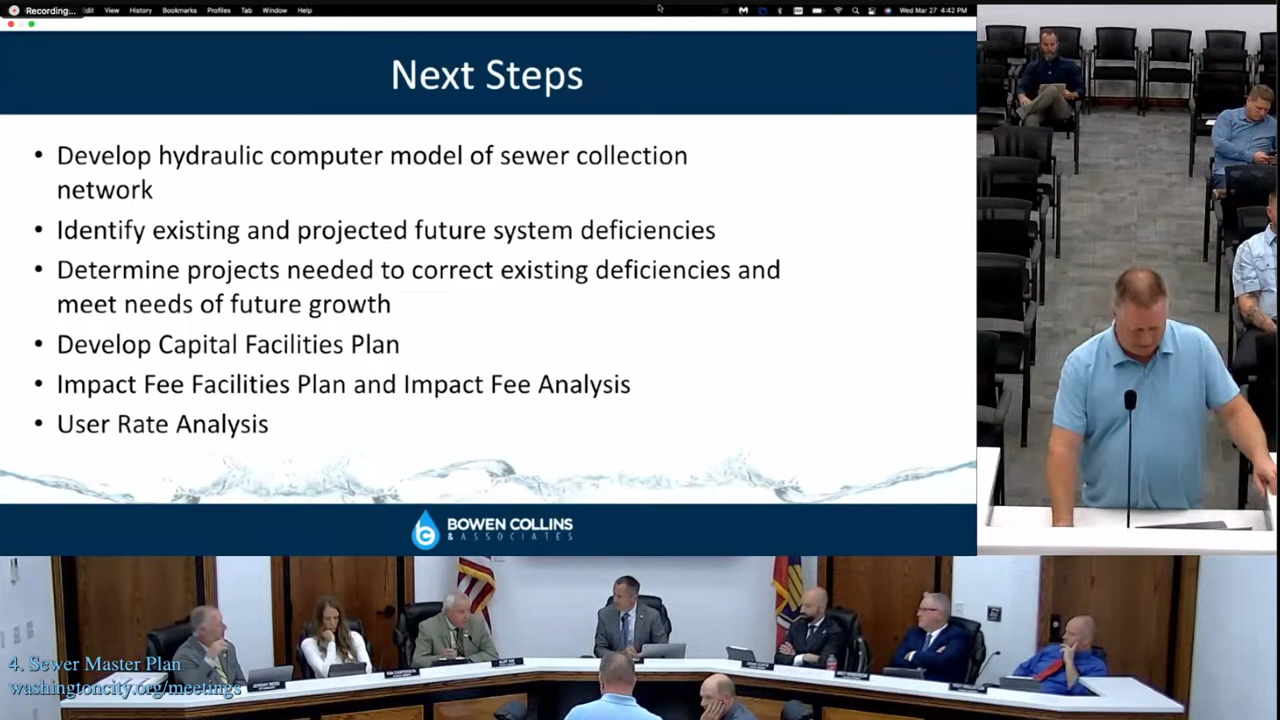 Recording... Edit View History Bookmarks Profiles Tab Window Help Wed Mar 27 4:42 PM
Next Steps
• Develop hydraulic computer model of sewer collection
network
• Identify existing and projected future system deficiencies
• Determine projects needed to correct existing deficiencies and
meet needs of future growth
• Develop Capital Facilities Plan
• Impact Fee Facilities Plan and Impact Fee Analysis
• User Rate Analysis
BOWEN COLLINS
& ASSOCIATES
4. Sewer Master Plan
washingtoncity.org/meetings